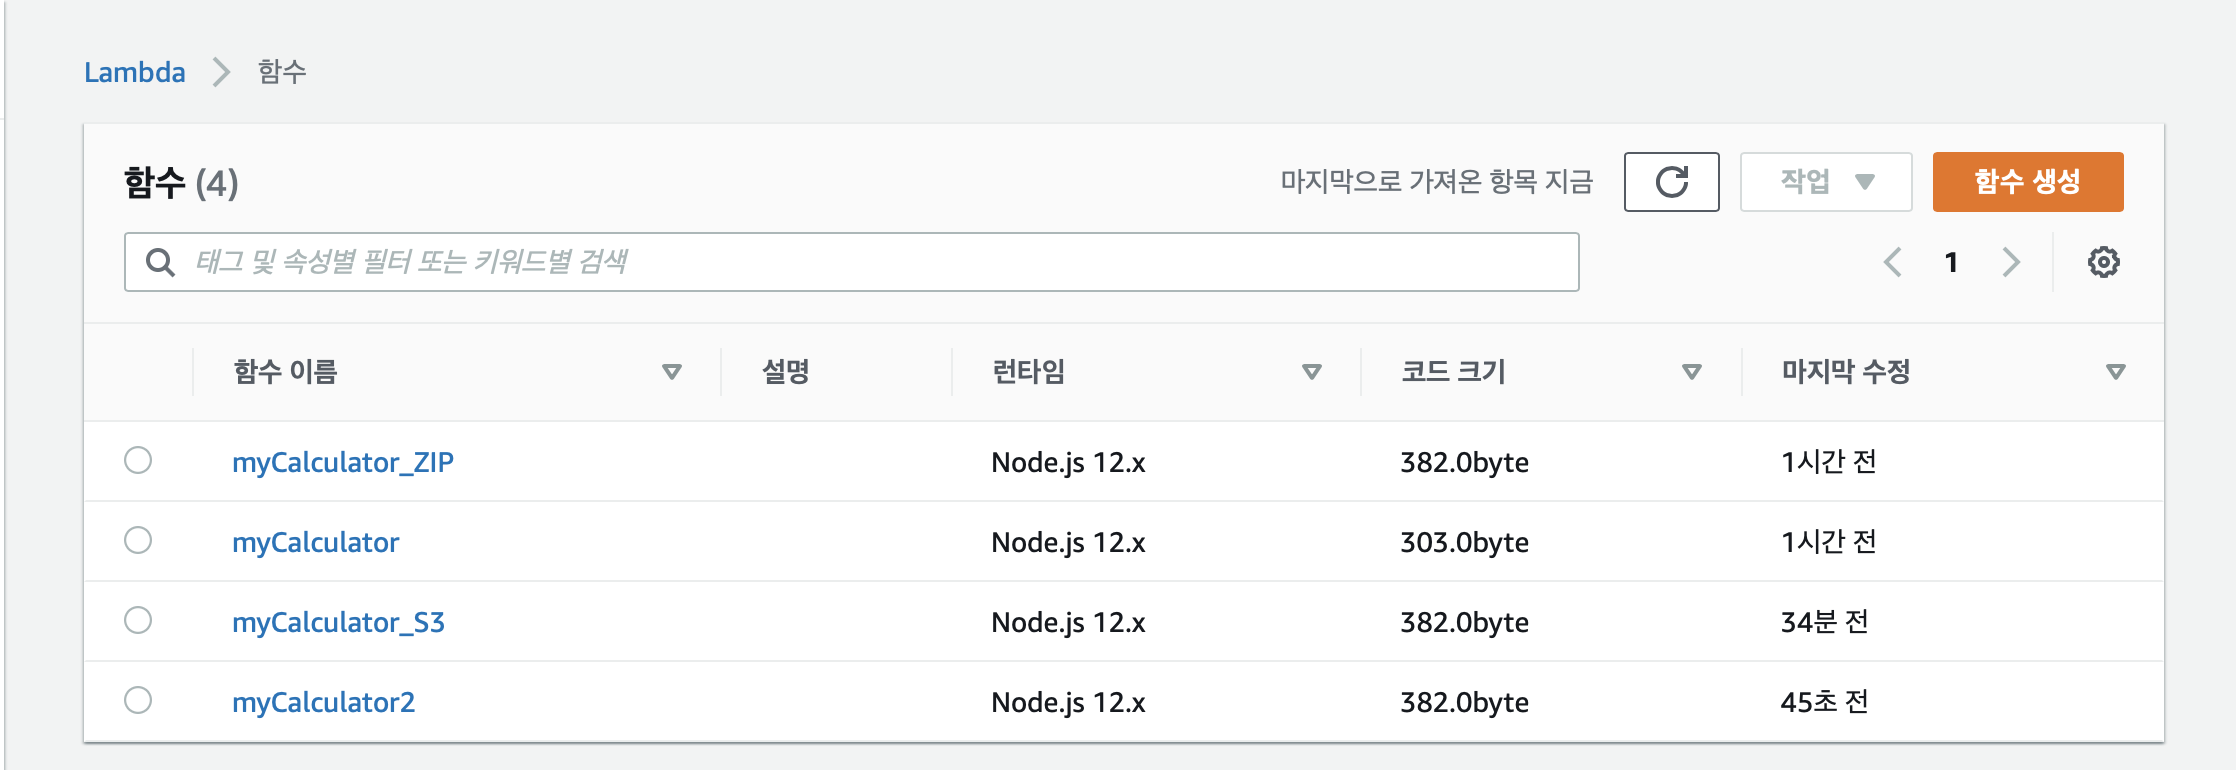 Lambda 함수
함수 (4) 마지막으로 가져온 항목 지금 작업 함수 생성
태그 및 속성별 필터 또는 키워드별 검색 1
함수 이름 설명 런타임 코드 크기 마지막 수정
myCalculator_ZIP Node.js 12.x 382.0byte 1시간 전
myCalculator Node.js 12.x 303.0byte 1시간 전
myCalculator_S3 Node.js 12.x 382.0byte 34분 전
myCalculator2 Node.js 12.x 382.0byte 45초 전